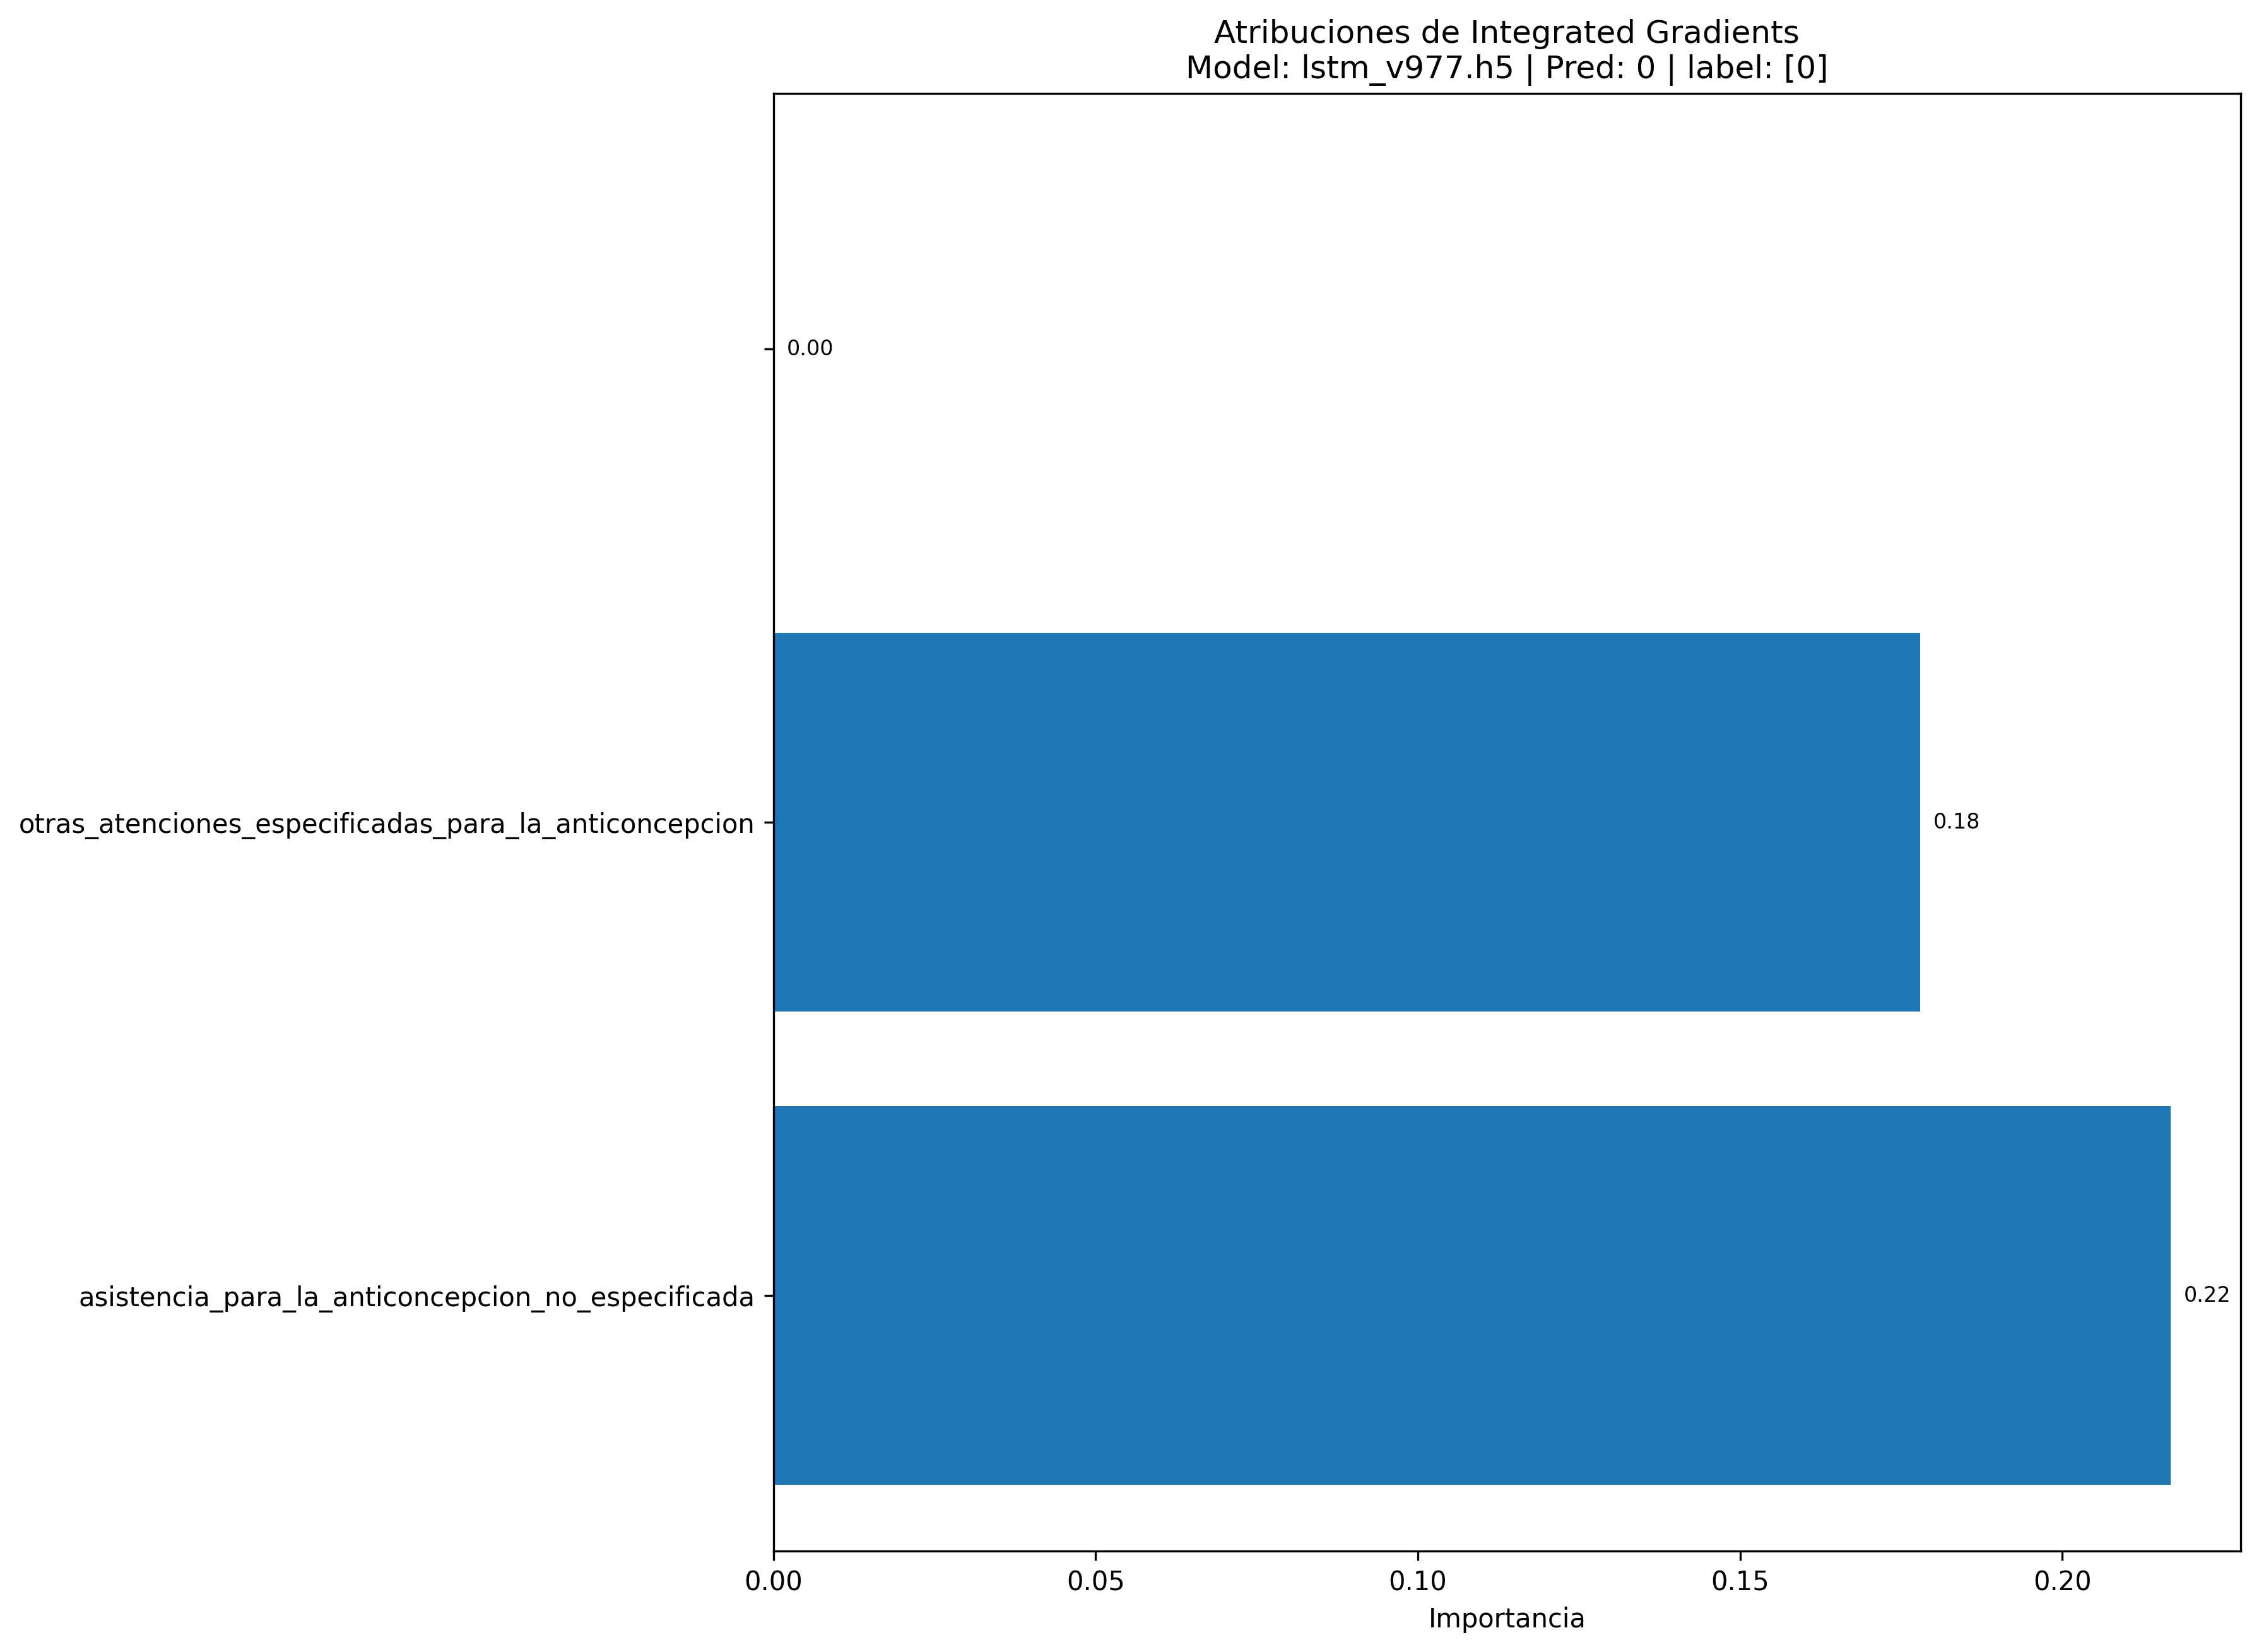 Atribuciones de Integrated Gradients
Model: lstm_v977.h5 | Pred: 0 | label: [0]
0.00
otras_atenciones_especificadas_para_la_anticoncepcion
0.18
asistencia_para_la_anticoncepcion_no_especificada
0.22
0.00 0.05 0.10 0.15 0.20
Importancia